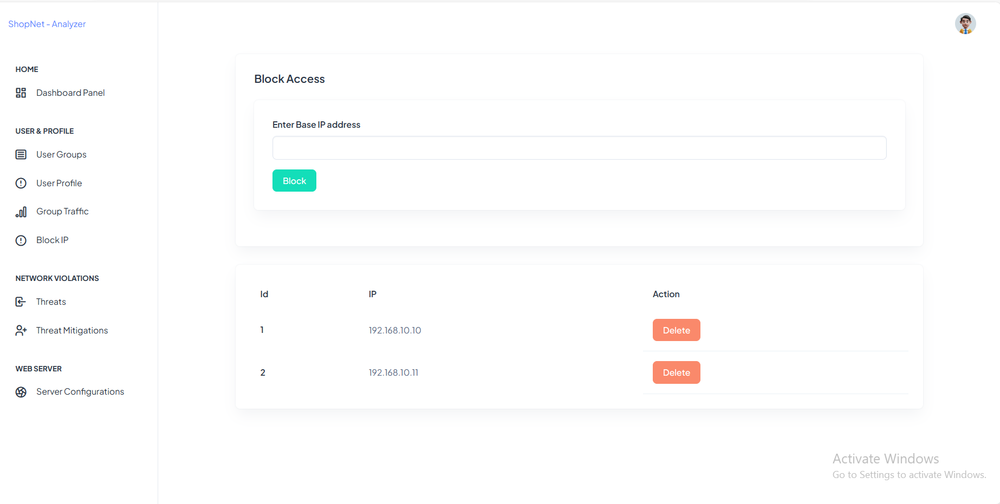 ShopNet - Analyzer
HOME
Dashboard Panel
USER & PROFILE
User Groups
User Profile
Group Traffic
Block IP
NETWORK VIOLATIONS
Threats
Threat Mitigations
WEB SERVER
Server Configurations
Block Access
Enter Base IP address
Block
Id IP Action
1 192.168.10.10 Delete
2 192.168.10.11 Delete
Activate Windows
Go to Settings to activate Windows.